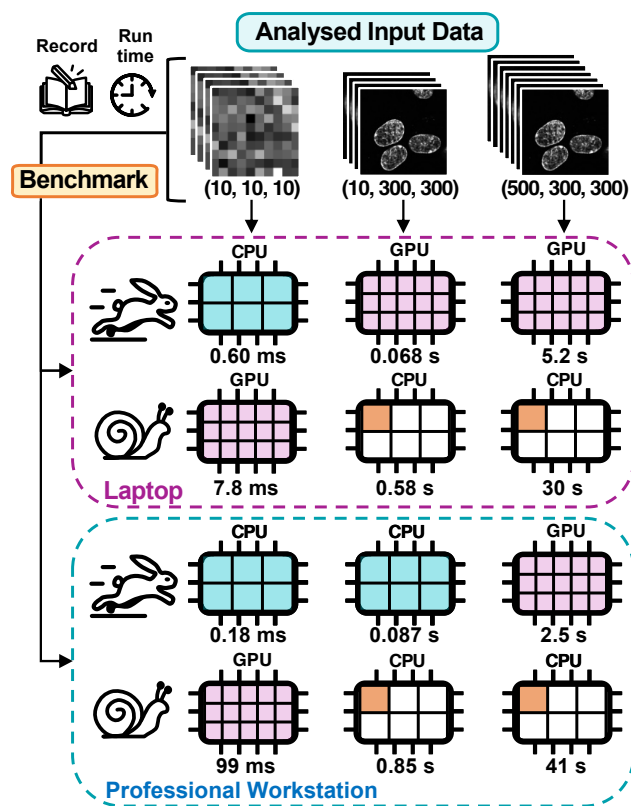 Record
Run
time
Analysed Input Data
Benchmark
(10, 10, 10)
(10, 300, 300)
(500, 300, 300)
CPU
GPU
GPU
0.60 ms
0.068 s
5.2 s
GPU
CPU
CPU
7.8 ms
0.58 s
30 s
Laptop
CPU
CPU
GPU
0.18 ms
0.087 s
2.5 s
GPU
CPU
CPU
99 ms
0.85 s
41 s
Professional Workstation